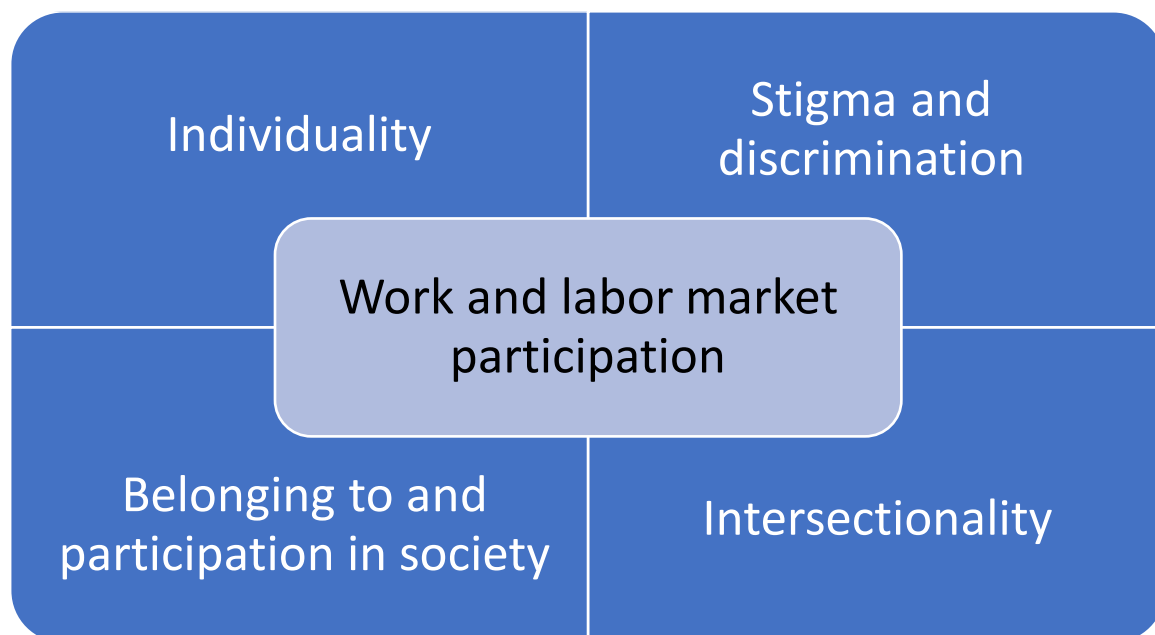 Individuality
Stigma and
discrimination
Work and labor market
participation
Belonging to and
participation in society
Intersectionality